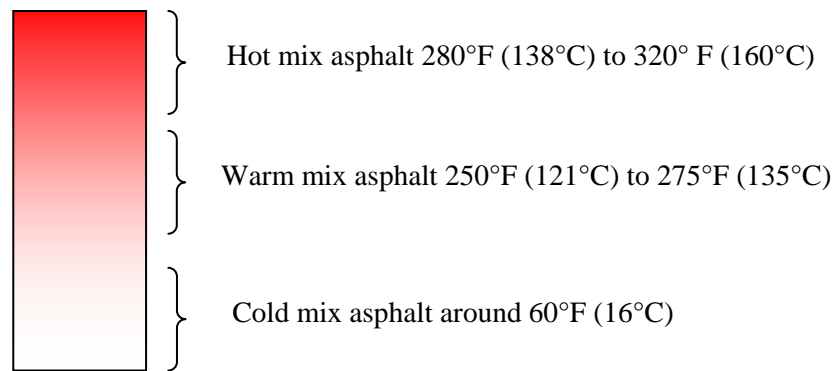 Hot mix asphalt 280°F (138°C) to 320° F (160°C)
Warm mix asphalt 250°F (121°C) to 275°F (135°C)
Cold mix asphalt around 60°F (16°C)